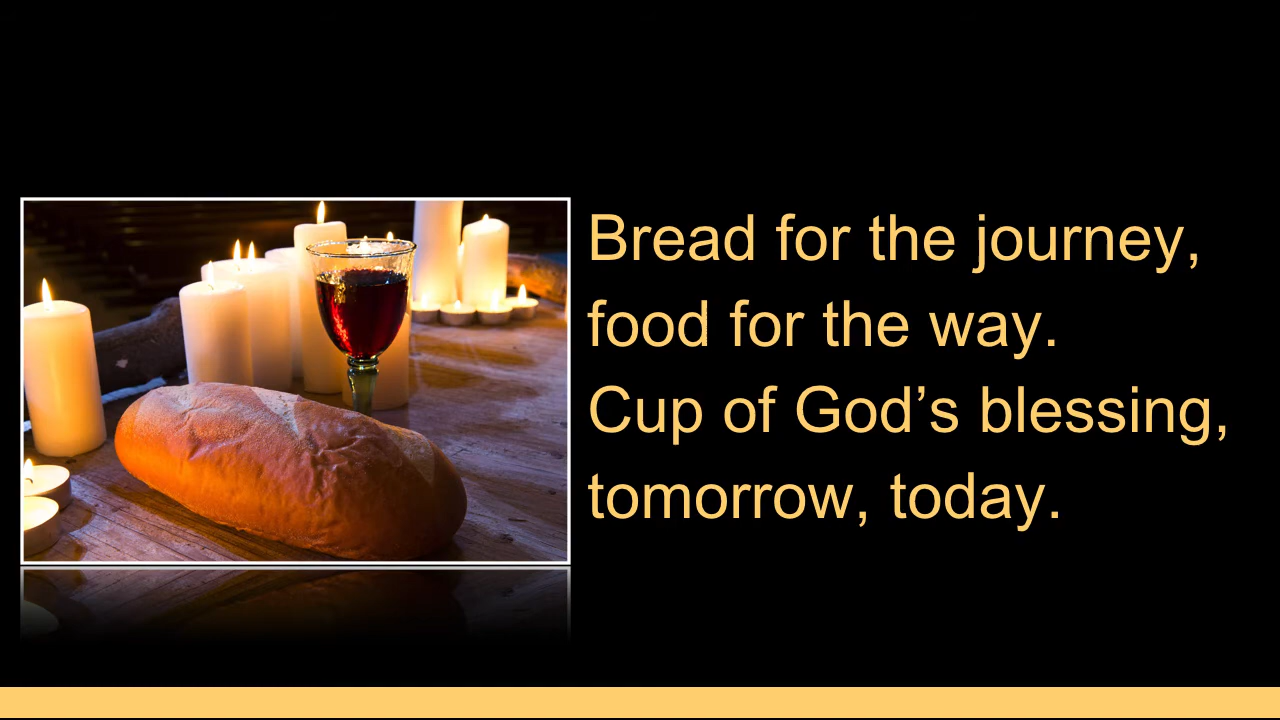 Bread for the journey,
food for the way.
Cup of God’s blessing,
tomorrow, today.